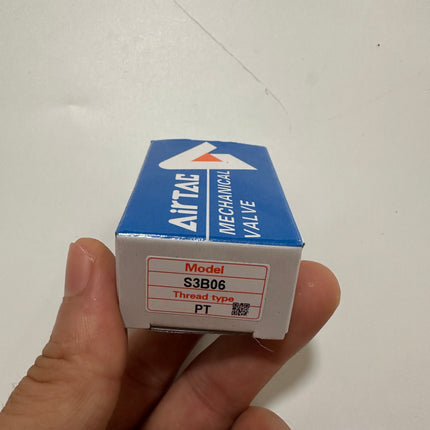 AirTAC
MECHANICAL
VALVE
Model
S3B06
Thread type
PT